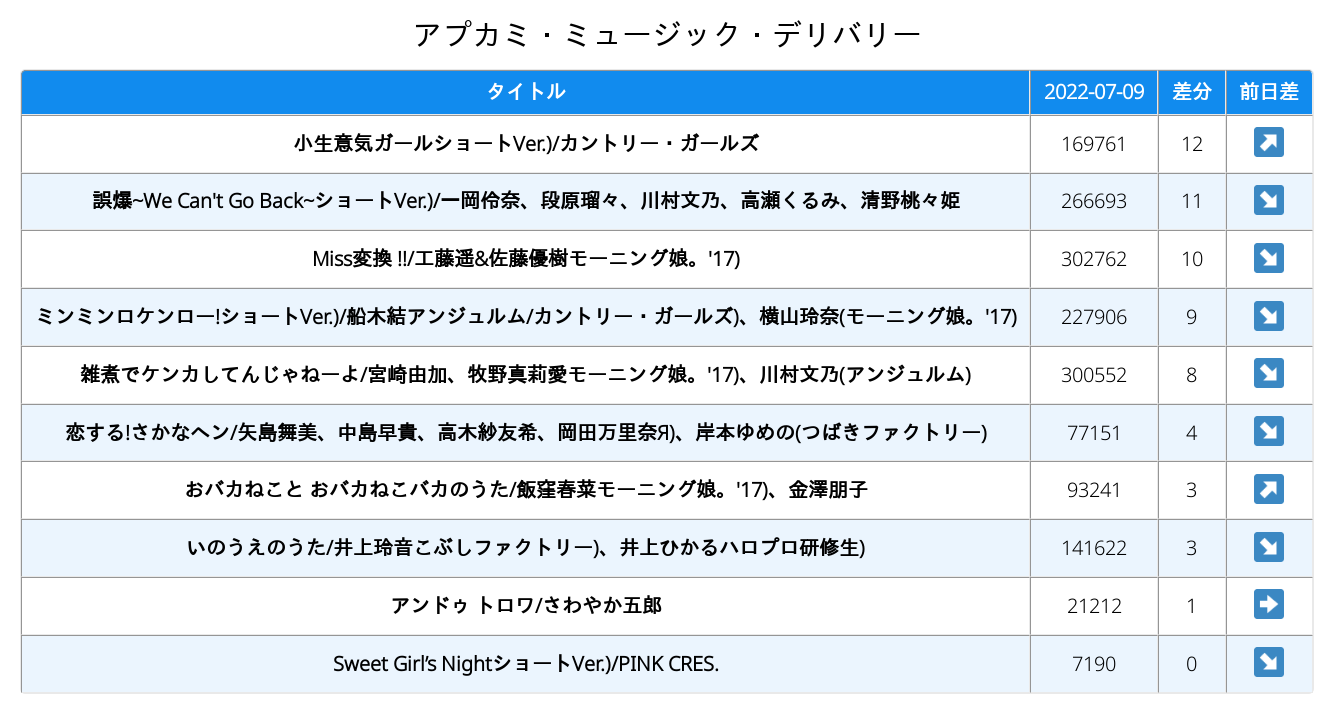 アプカミ・ミュージック・デリバリー
タイトル 2022-07-09 差分 前日差
小生意気ガールショートVer.)/カントリー・ガールズ 169761 12 ↗
誤爆~We Can't Go Back~ショートVer.)/一岡伶奈、段原瑠々、川村文乃、高瀬くるみ、清野桃々姫 266693 11 ↘
Miss変換 !!/工藤遥&佐藤優樹モーニング娘。'17) 302762 10 ↘
ミンミンロケンロー!ショートVer.)/船木結アンジュルム/カントリー・ガールズ)、横山玲奈(モーニング娘。'17) 227906 9 ↘
雑煮でケンカしてんじゃねーよ/宮崎由加、牧野真莉愛モーニング娘。'17)、川村文乃(アンジュルム) 300552 8 ↘
恋する!さかなヘン/矢島舞美、中島早貴、高木紗友希、岡田万里奈Я)、岸本ゆめの(つばきファクトリー) 77151 4 ↘
おバカねこと おバカねこバカのうた/飯窪春菜モーニング娘。'17)、金澤朋子 93241 3 ↗
いのうえのうた/井上玲音こぶしファクトリー)、井上ひかるハロプロ研修生) 141622 3 ↘
アンドゥ トロワ/さわやか五郎 21212 1 →
Sweet Girl’s NightショートVer.)/PINK CRES. 7190 0 ↘